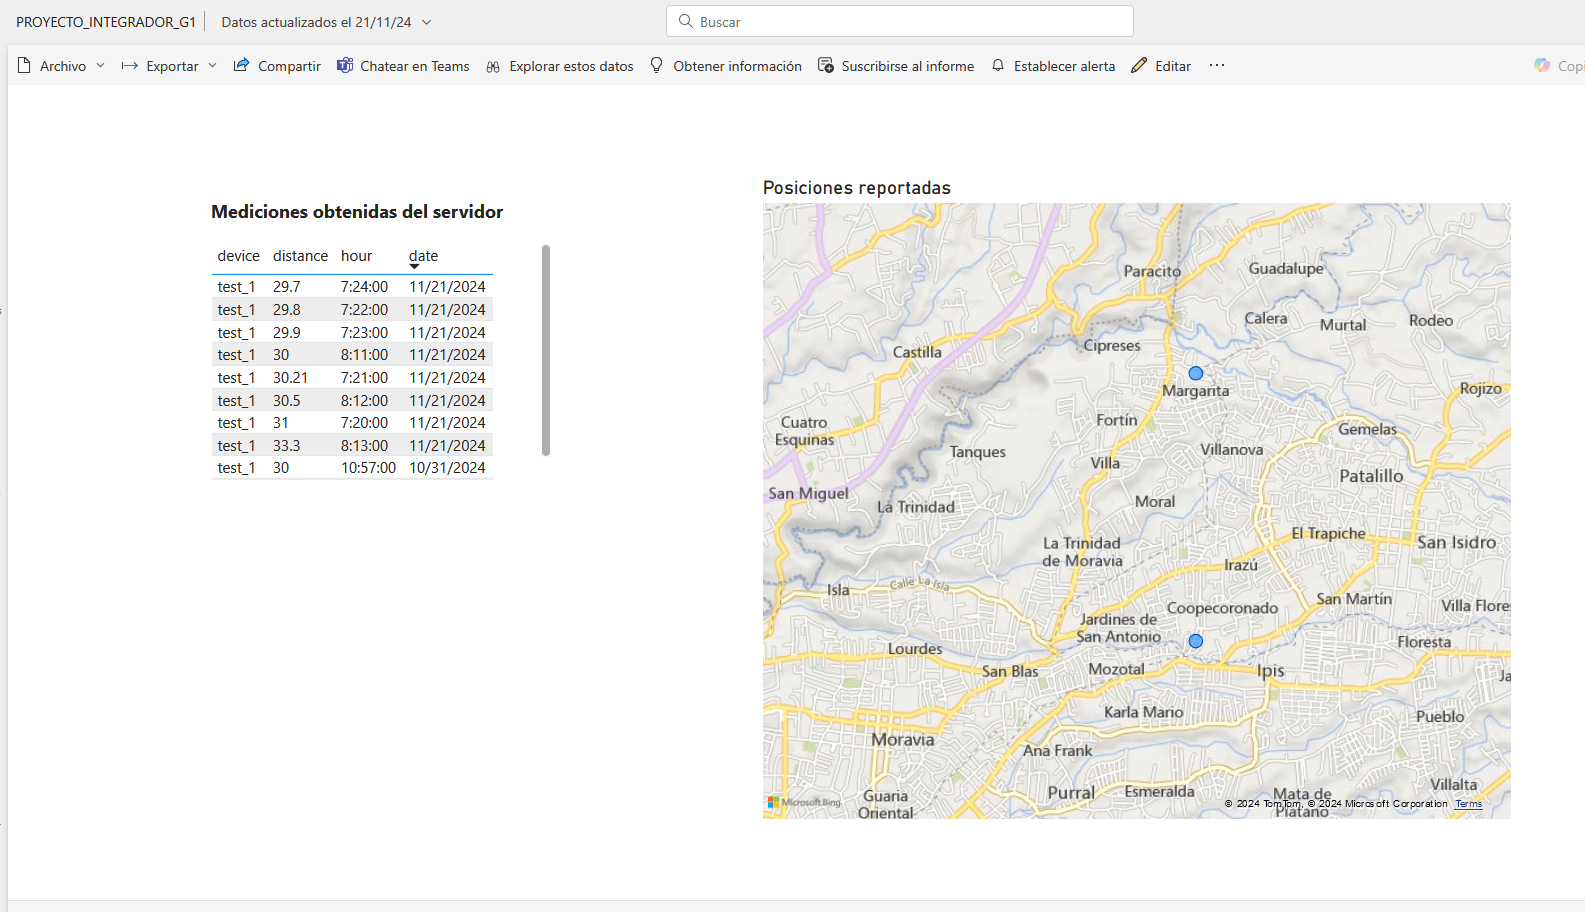 PROYECTO_INTEGRADOR_G1 Datos actualizados el 21/11/24
Buscar
Archivo Exportar Compartir Chatear en Teams Explorar estos datos Obtener información Suscribirse al informe Establecer alerta Editar ··· Copi
Mediciones obtenidas del servidor
device distance hour date
test_1 29.7 7:24:00 11/21/2024
test_1 29.8 7:22:00 11/21/2024
test_1 29.9 7:23:00 11/21/2024
test_1 30 8:11:00 11/21/2024
test_1 30.21 7:21:00 11/21/2024
test_1 30.5 8:12:00 11/21/2024
test_1 31 7:20:00 11/21/2024
test_1 33.3 8:13:00 11/21/2024
test_1 30 10:57:00 10/31/2024
Posiciones reportadas
Paracito
Guadalupe
Calera
Murtal
Rodeo
Cipreses
Castilla
Margarita
Rojizo
Cuatro
Esquinas
Fortín
Gemelas
Tanques
Villanova
Villa
Patalillo
San Miguel
La Trinidad
Moral
El Trapiche
San Isidro
La Trinidad
de Moravia
Irazú
Isla
Calle La Isla
Coopecoronado
San Martín
Villa Flore
Jardines de
San Antonio
Floresta
Lourdes
San Blas
Mozotal
Ipis
Ja
Karla Mario
Pueblo
Moravia
Ana Frank
Villalta
Purral
Esmeralda
Guaria
Oriental
Mata de
Plátano
Microsoft Bing
© 2024 TomTom, © 2024 Microsoft Corporation Terms